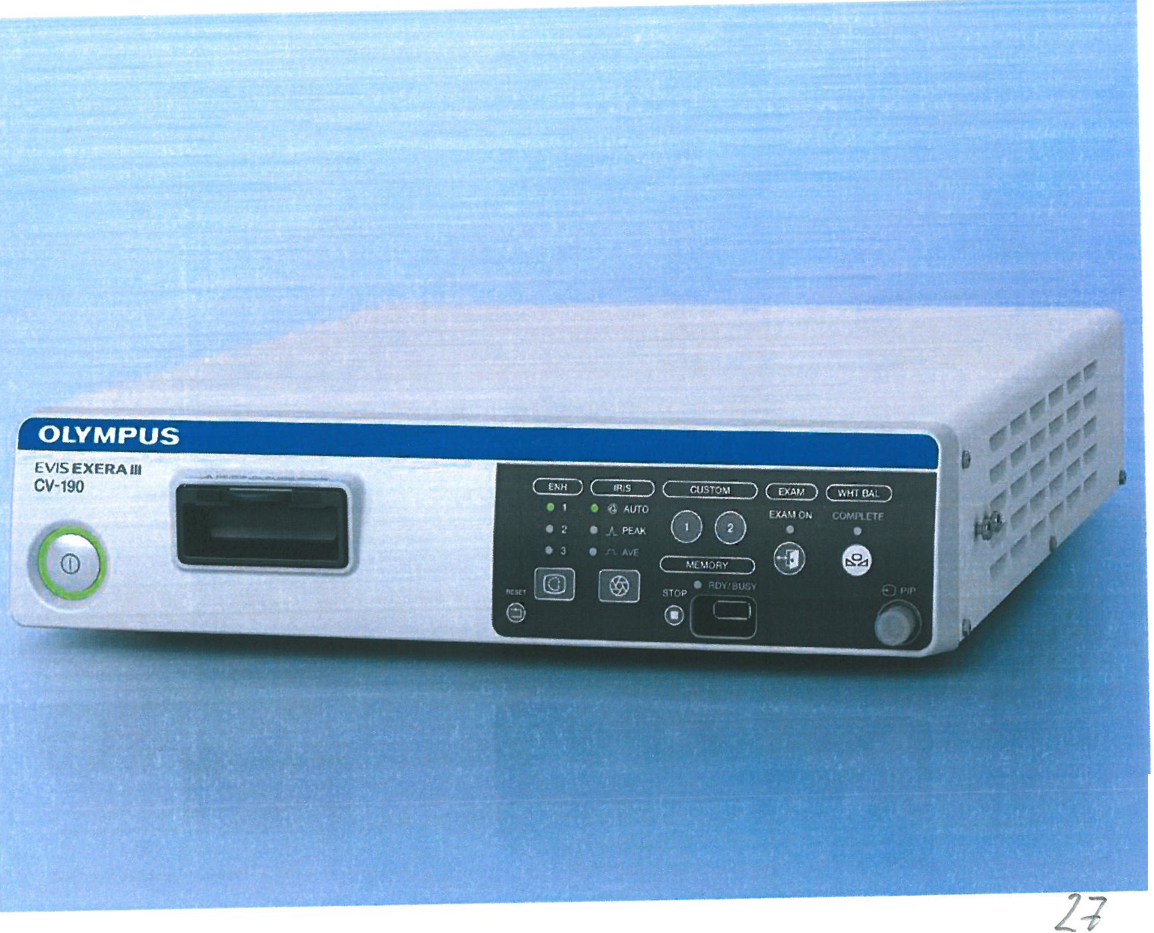 OLYMPUS
EVIS EXERA III
CV-190
ENH IRIS CUSTOM EXAM WHT BAL
1 AUTO 1 2 EXAM ON COMPLETE
2 PEAK
3 AVE MEMORY
RESET STOP RDY/BUSY PIP
27